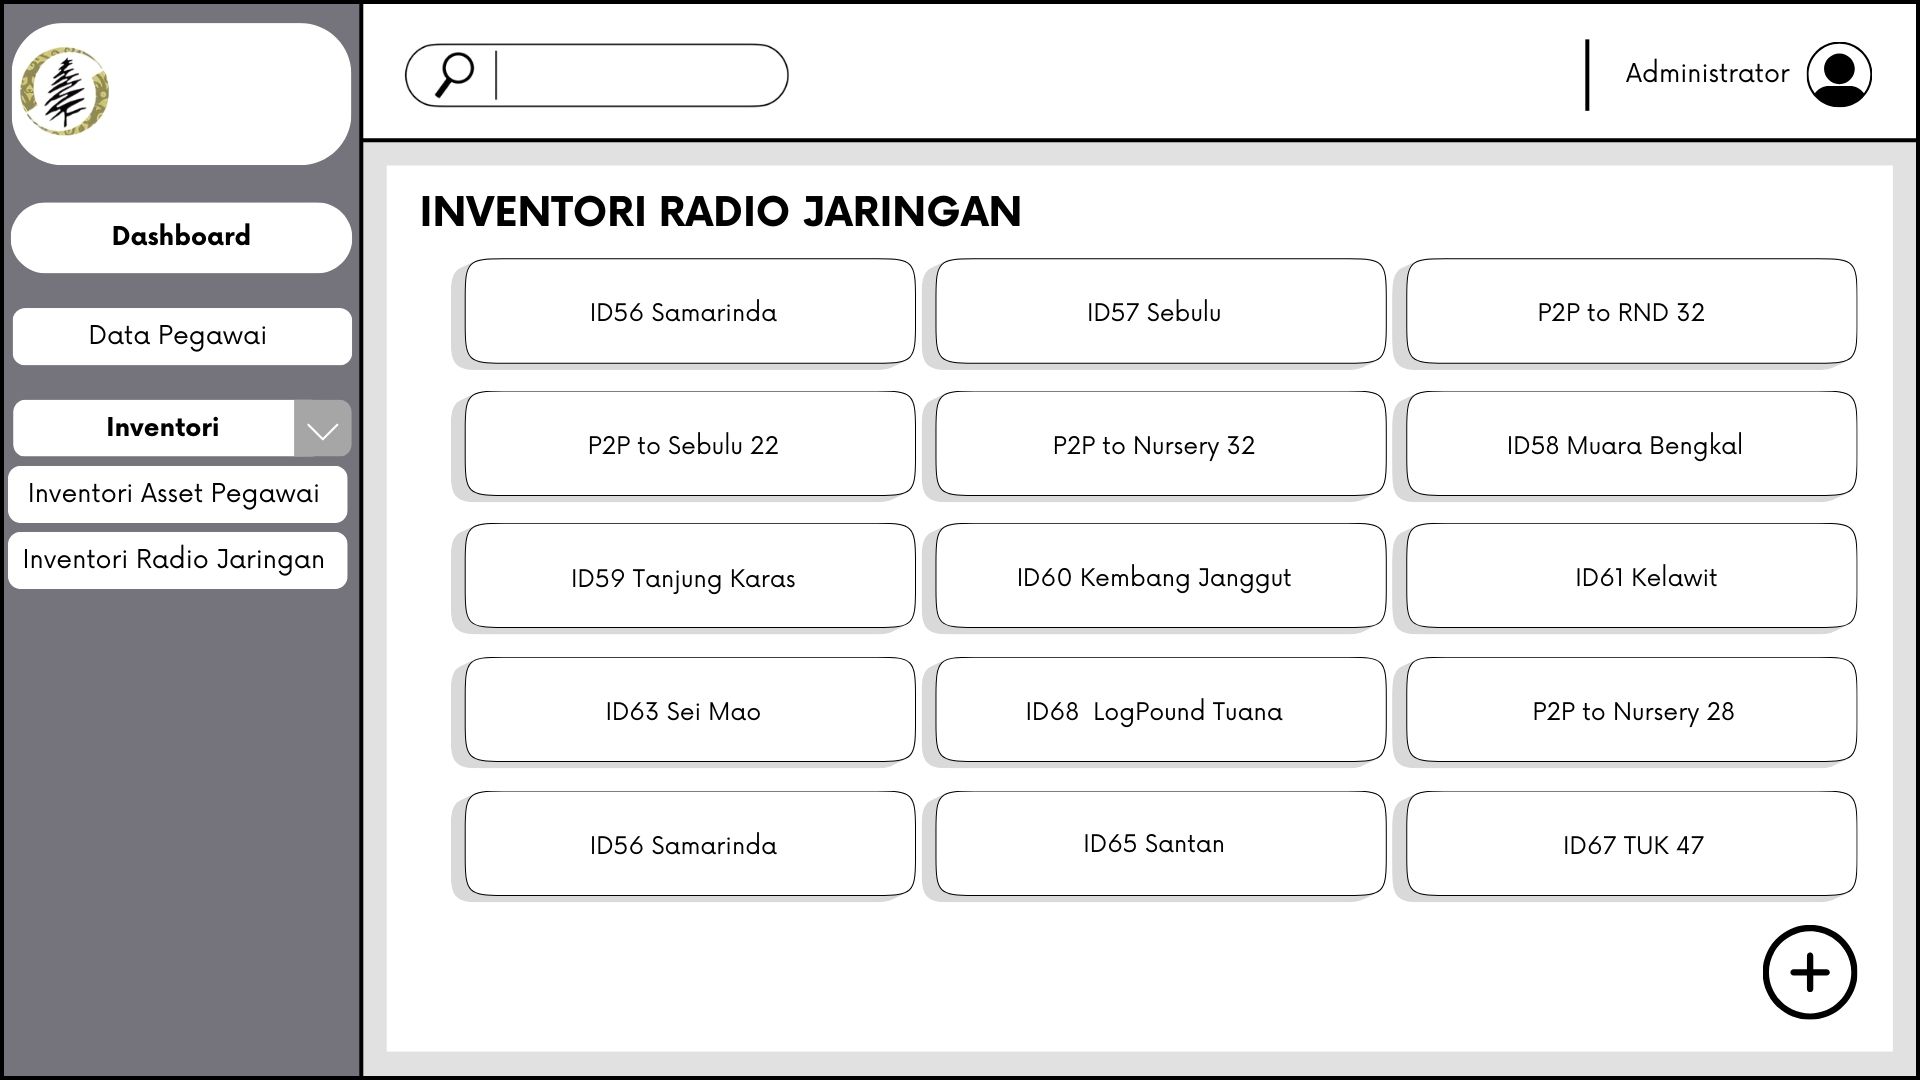 Administrator
Dashboard
Data Pegawai
Inventori
Inventori Asset Pegawai
Inventori Radio Jaringan
INVENTORI RADIO JARINGAN
ID56 Samarinda
ID57 Sebulu
P2P to RND 32
P2P to Sebulu 22
P2P to Nursery 32
ID58 Muara Bengkal
ID59 Tanjung Karas
ID60 Kembang Janggut
ID61 Kelawit
ID63 Sei Mao
ID68  LogPound Tuana
P2P to Nursery 28
ID56 Samarinda
ID65 Santan
ID67 TUK 47